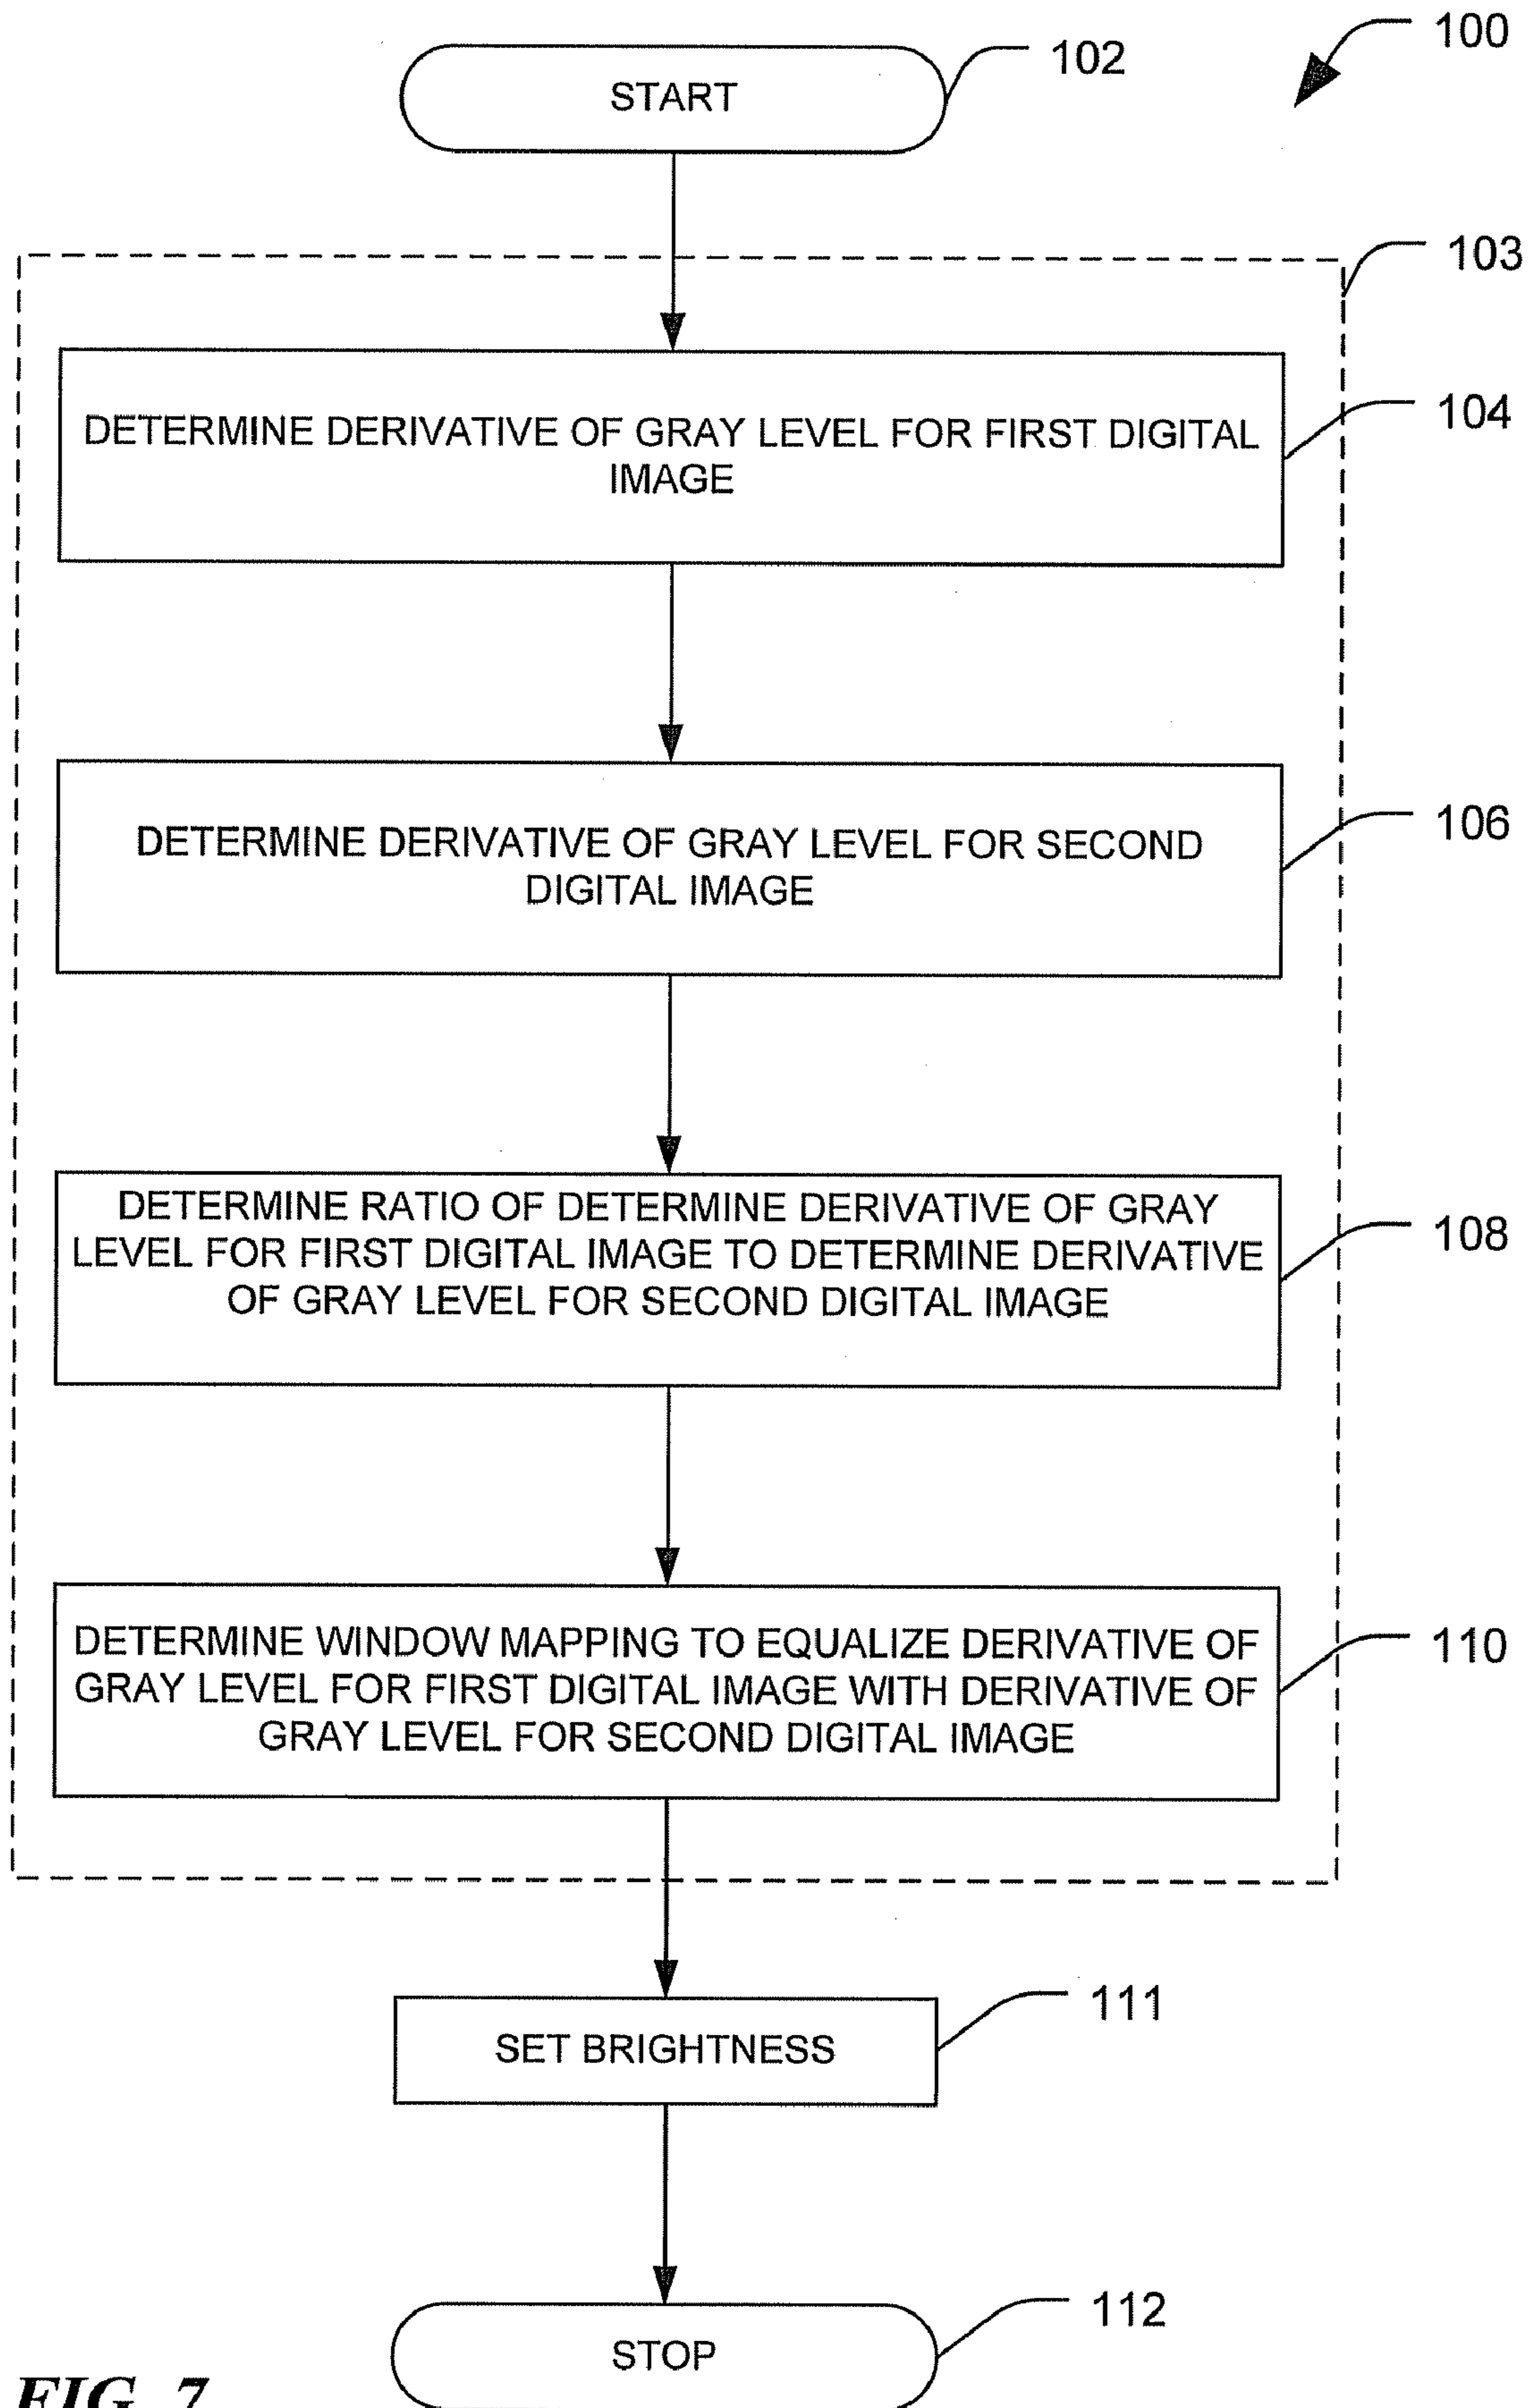 100
102
START
103
DETERMINE DERIVATIVE OF GRAY LEVEL FOR FIRST DIGITAL
IMAGE
104
DETERMINE DERIVATIVE OF GRAY LEVEL FOR SECOND
DIGITAL IMAGE
106
DETERMINE RATIO OF DETERMINE DERIVATIVE OF GRAY
LEVEL FOR FIRST DIGITAL IMAGE TO DETERMINE DERIVATIVE
OF GRAY LEVEL FOR SECOND DIGITAL IMAGE
108
DETERMINE WINDOW MAPPING TO EQUALIZE DERIVATIVE OF
GRAY LEVEL FOR FIRST DIGITAL IMAGE WITH DERIVATIVE OF
GRAY LEVEL FOR SECOND DIGITAL IMAGE
110
SET BRIGHTNESS
111
STOP
112
FIG. 7